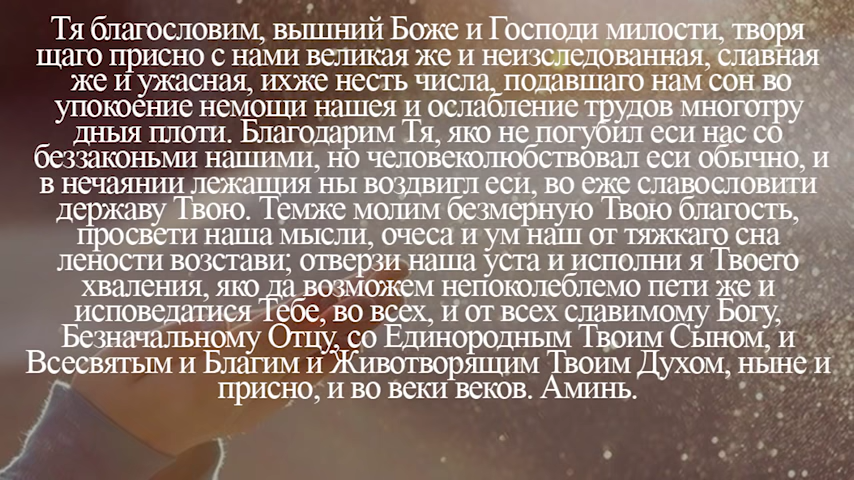 Тя благословим, вышний Боже и Господи милости, творя
щаго присно с нами великая же и неизследованная, славная
же и ужасная, ихже несть числа, подавшаго нам сон во
упокоение немощи нашея и ослабление трудов многотру
дныя плоти. Благодарим Тя, яко не погубил еси нас со
беззаконьми нашими, но человеколюбствовал еси обычно, и
в нечаянии лежащия ны воздвигл еси, во еже славословити
державу Твою. Темже молим безмерную Твою благость,
просвети наша мысли, очеса и ум наш от тяжкаго сна
лености возстави; отверзи наша уста и исполни я Твоего
хваления, яко да возможем непоколеблемо пети же и
исповедатися Тебе, во всех, и от всех славимому Богу,
Безначальному Отцу, со Единородным Твоим Сыном, и
Всесвятым и Благим и Животворящим Твоим Духом, ныне и
присно, и во веки веков. Аминь.